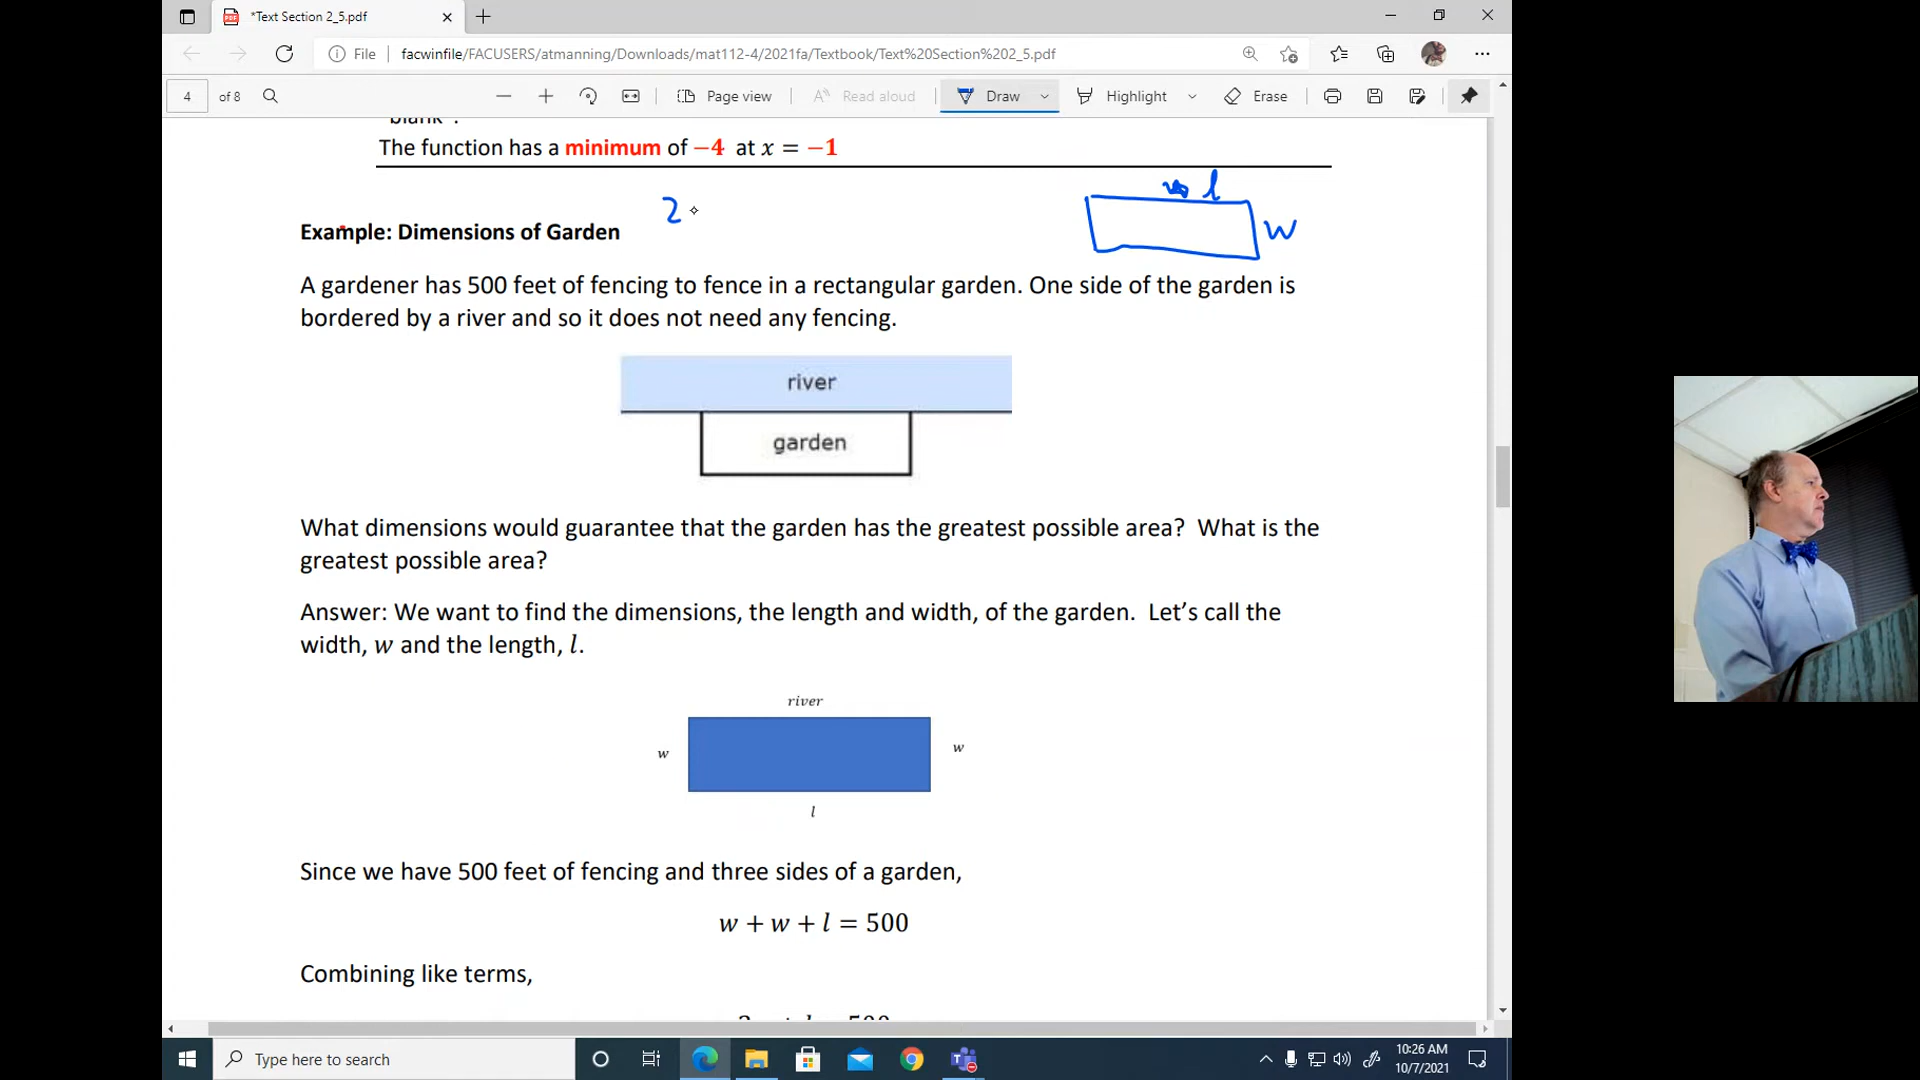 *Text Section 2_5.pdf
File facwinfile/FACUSERS/atmanning/Downloads/mat112-4/2021fa/Textbook/Text%20Section%202_5.pdf
4 of 8 Page view Read aloud Draw Highlight Erase
"blank".
The function has a minimum of −4 at x = −1
l
2
w
Example: Dimensions of Garden
A gardener has 500 feet of fencing to fence in a rectangular garden. One side of the garden is
bordered by a river and so it does not need any fencing.
river
garden
What dimensions would guarantee that the garden has the greatest possible area? What is the
greatest possible area?
Answer: We want to find the dimensions, the length and width, of the garden. Let’s call the
width, w and the length, l.
river
w w
l
Since we have 500 feet of fencing and three sides of a garden,
w + w + l = 500
Combining like terms,
Type here to search
10:26 AM
10/7/2021